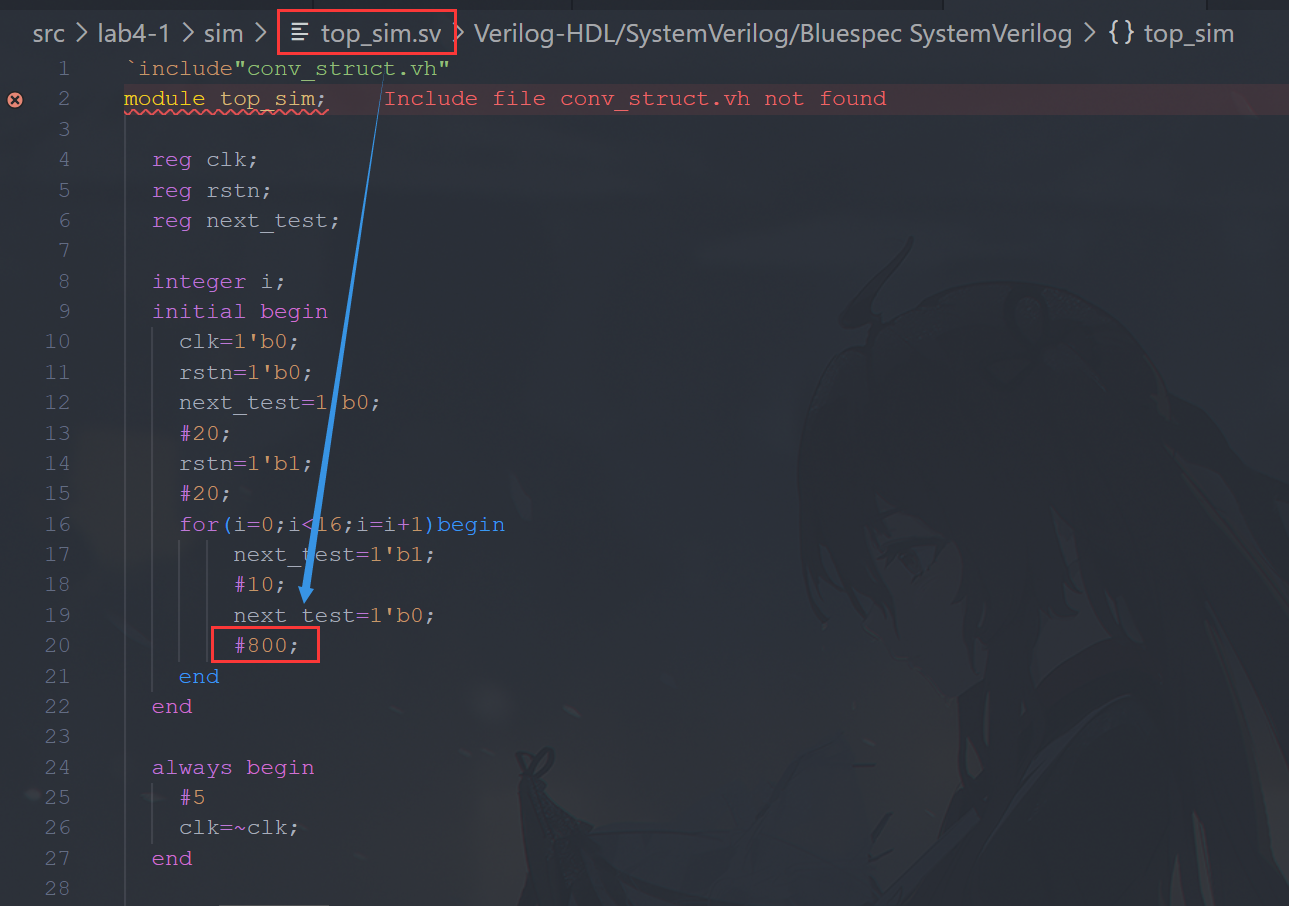 src > lab4-1 > sim > top_sim.sv > Verilog-HDL/SystemVerilog/Bluespec SystemVerilog > {} top_sim
1 `include"conv_struct.vh"
2 module top_sim; Include file conv_struct.vh not found
3
4 reg clk;
5 reg rstn;
6 reg next_test;
7
8 integer i;
9 initial begin
10 clk=1'b0;
11 rstn=1'b0;
12 next_test=1'b0;
13 #20;
14 rstn=1'b1;
15 #20;
16 for(i=0;i<16;i=i+1)begin
17 next_test=1'b1;
18 #10;
19 next_test=1'b0;
20 #800;
21 end
22 end
23
24 always begin
25 #5
26 clk=~clk;
27 end
28